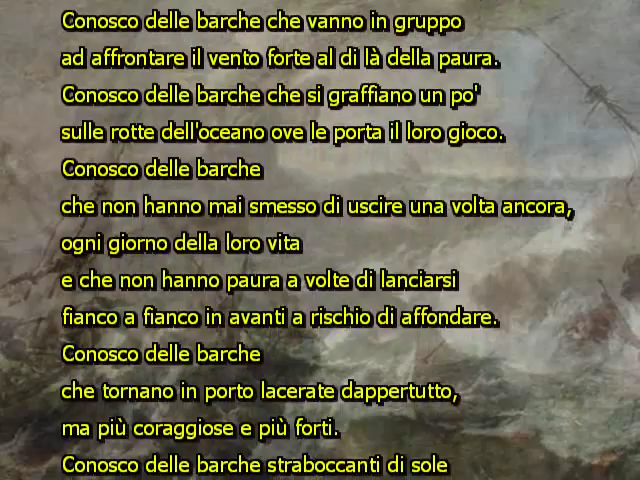 Conosco delle barche che vanno in gruppo
ad affrontare il vento forte al di là della paura.
Conosco delle barche che si graffiano un po'
sulle rotte dell'oceano ove le porta il loro gioco.
Conosco delle barche
che non hanno mai smesso di uscire una volta ancora,
ogni giorno della loro vita
e che non hanno paura a volte di lanciarsi
fianco a fianco in avanti a rischio di affondare.
Conosco delle barche
che tornano in porto lacerate dappertutto,
ma più coraggiose e più forti.
Conosco delle barche straboccanti di sole